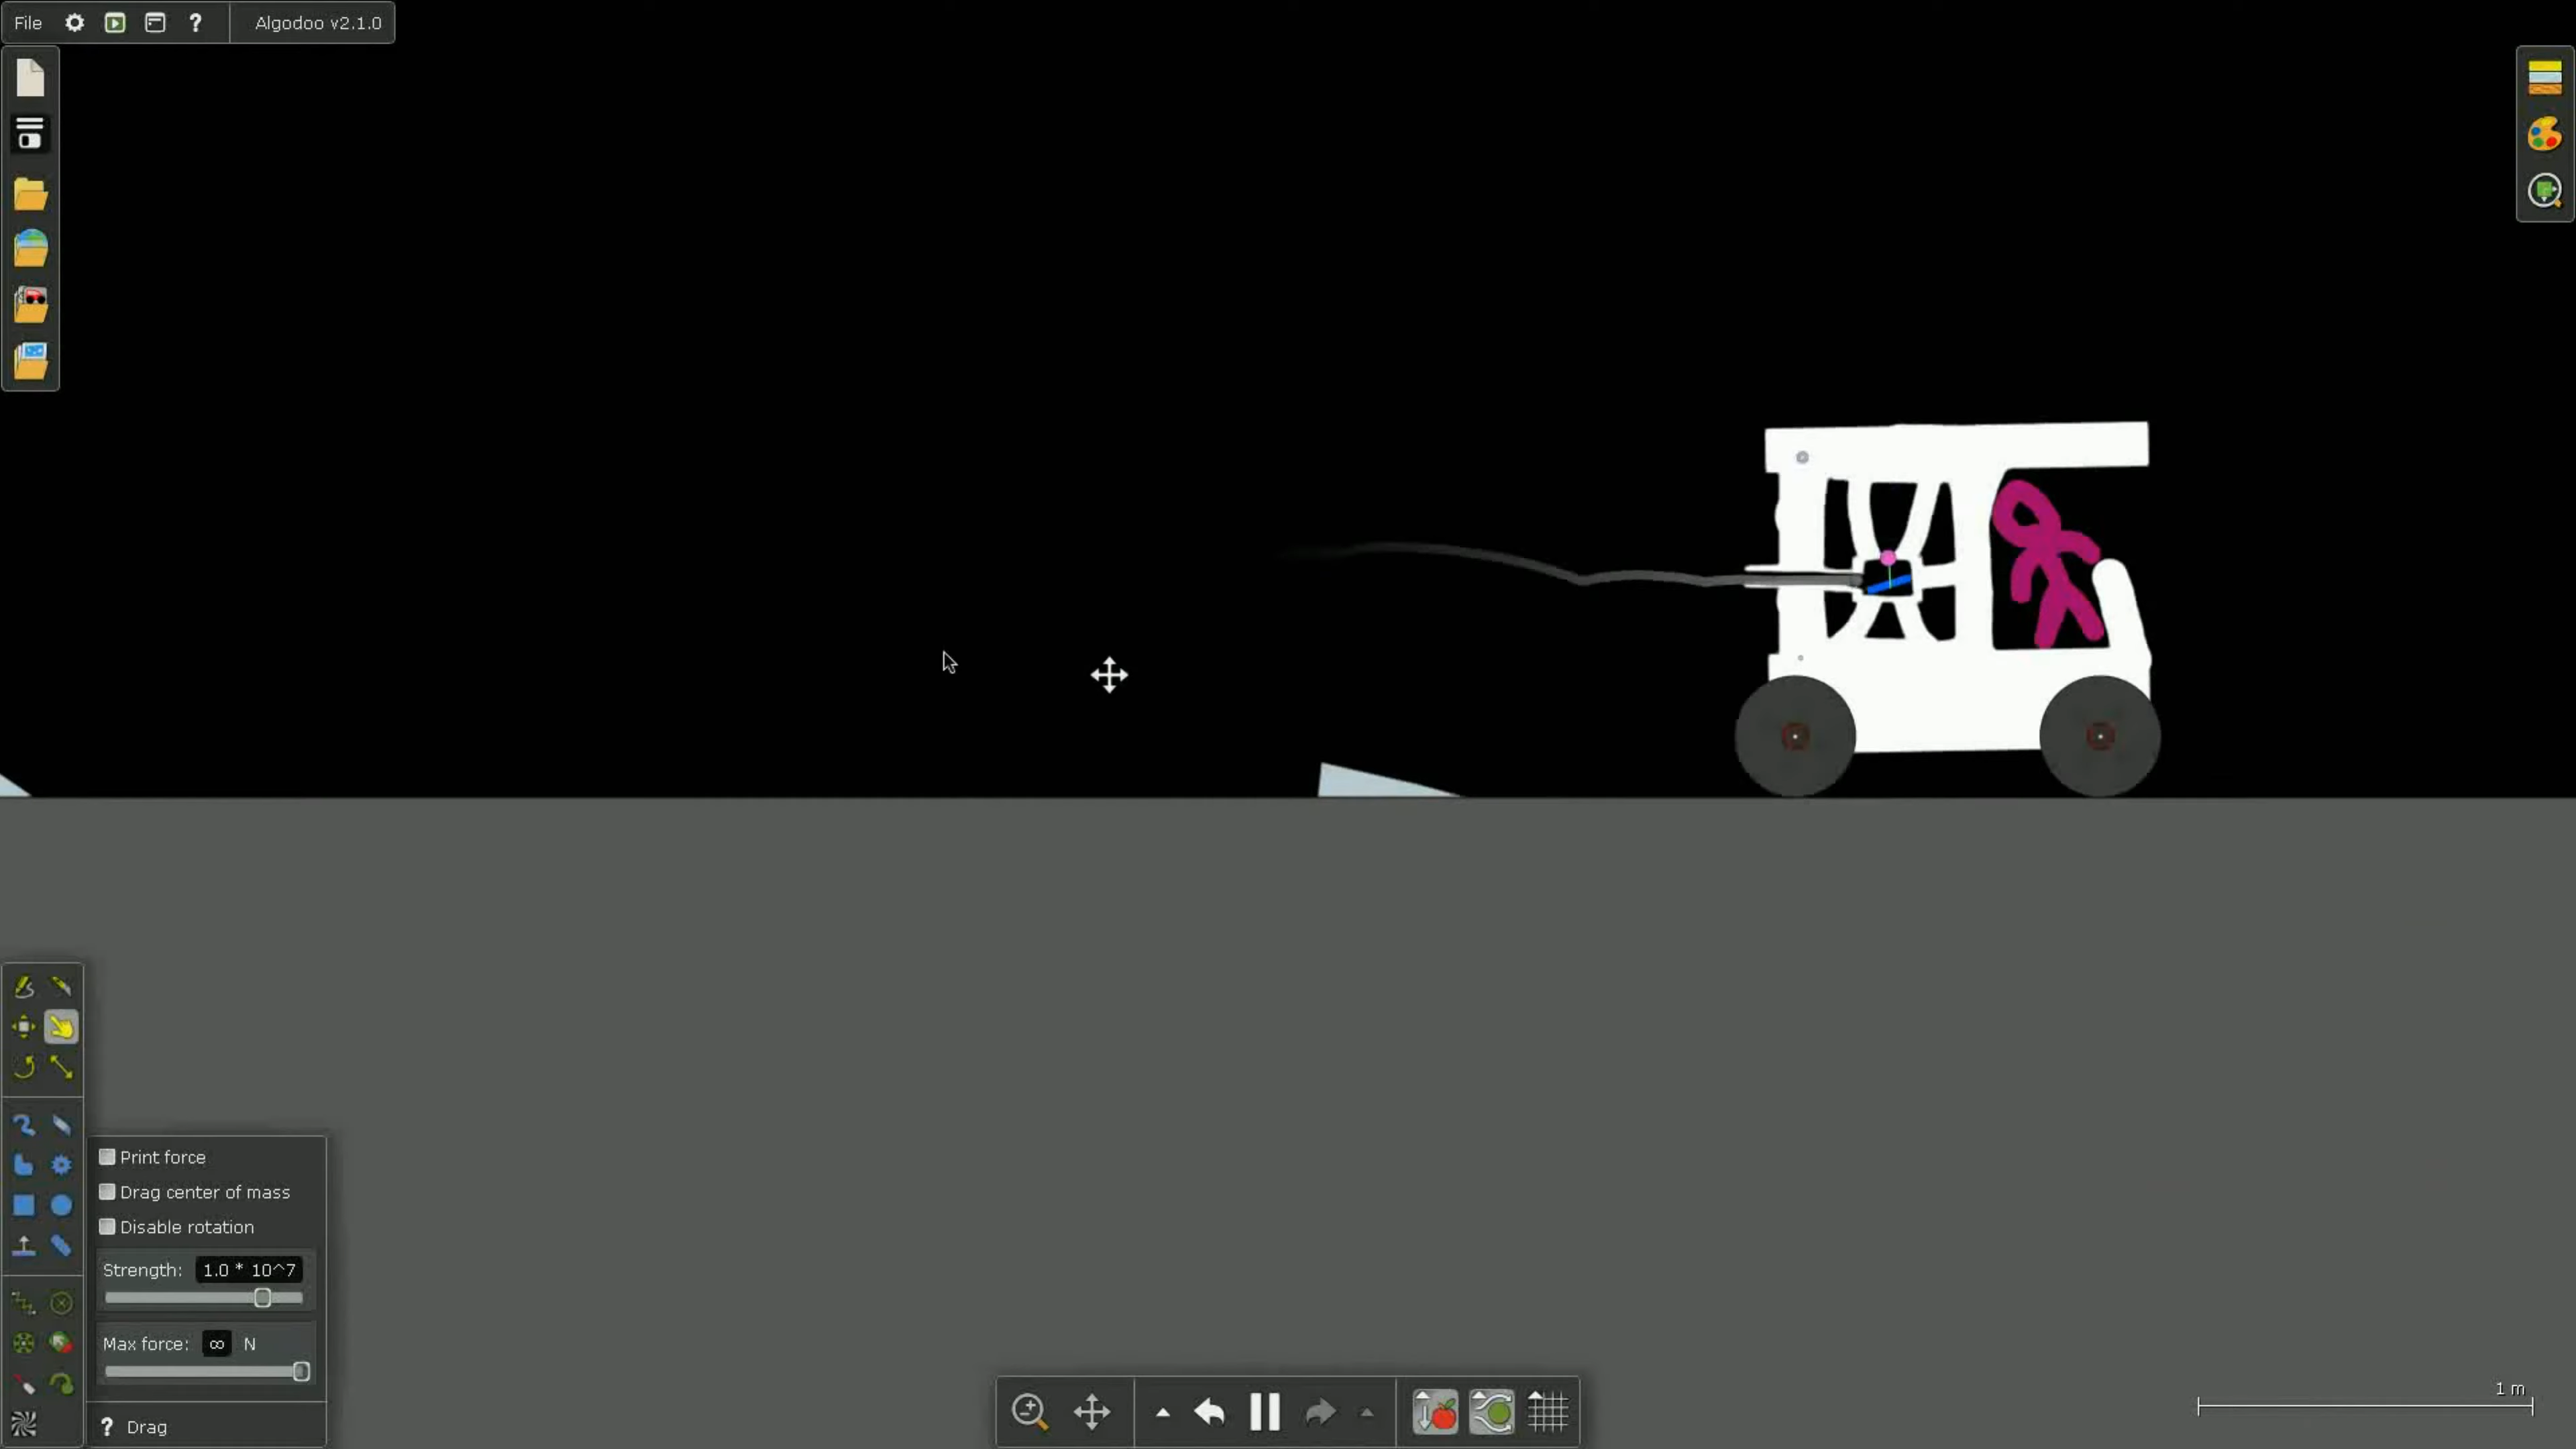 File ? Algodoo v2.1.0
Print force
Drag center of mass
Disable rotation
Strength: 1.0 * 10^7
Max force: ∞ N
? Drag
1 m